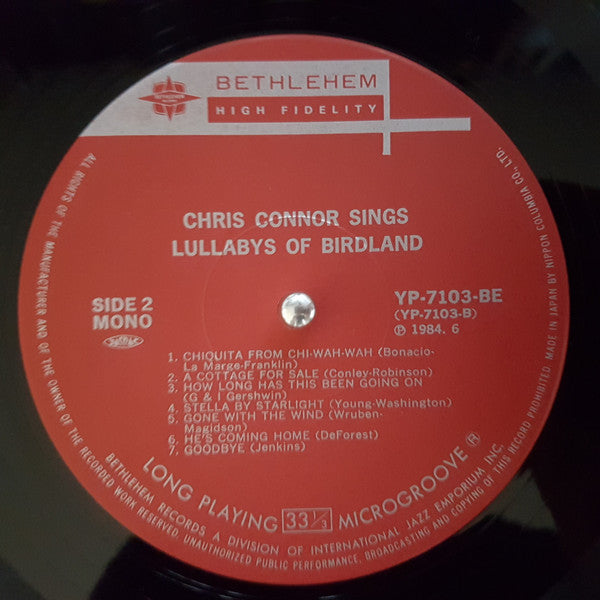 BETHLEHEM
HIGH FIDELITY
CHRIS CONNOR SINGS
LULLABYS OF BIRDLAND
SIDE 2
MONO
YP-7103-BE
(YP-7103-B)
Ⓟ 1984. 6
1. CHIQUITA FROM CHI-WAH-WAH (Bonacio-
La Marge-Franklin)
2. A COTTAGE FOR SALE (Conley-Robinson)
3. HOW LONG HAS THIS BEEN GOING ON
(G & I Gershwin)
4. STELLA BY STARLIGHT (Young-Washington)
5. GONE WITH THE WIND (Wruben-
Magidson)
6. HE'S COMING HOME (DeForest)
7. GOODBYE (Jenkins)
LONG PLAYING 33 1/3 MICROGROOVE ®
BETHLEHEM RECORDS A DIVISION OF INTERNATIONAL JAZZ EMPORIUM INC.
ALL RIGHTS OF THE MANUFACTURER AND OF THE OWNER OF THE RECORDED WORK RESERVED. UNAUTHORIZED PUBLIC PERFORMANCE, BROADCASTING AND COPYING OF THIS RECORD PROHIBITED. MADE IN JAPAN BY NIPPON COLUMBIA CO., LTD.